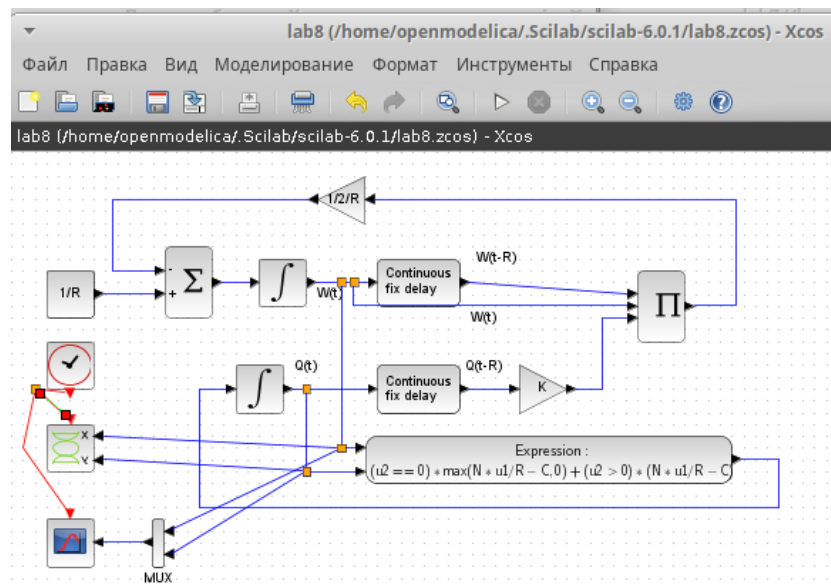 lab8 (/home/openmodelica/.Scilab/scilab-6.0.1/lab8.zcos) - Xcos
Файл Правка Вид Моделирование Формат Инструменты Справка
lab8 (/home/openmodelica/.Scilab/scilab-6.0.1/lab8.zcos) - Xcos
1/2/R
W(t-R)
1/R
-
+
Σ
∫
W(t)
Continuous
fix delay
∏
W(t)
Q(t)
Q(t-R)
∫
Continuous
fix delay
K
X
Y
Expression :
(u2 == 0) * max(N * u1/R − C, 0) + (u2 > 0) * (N * u1/R − C
MUX